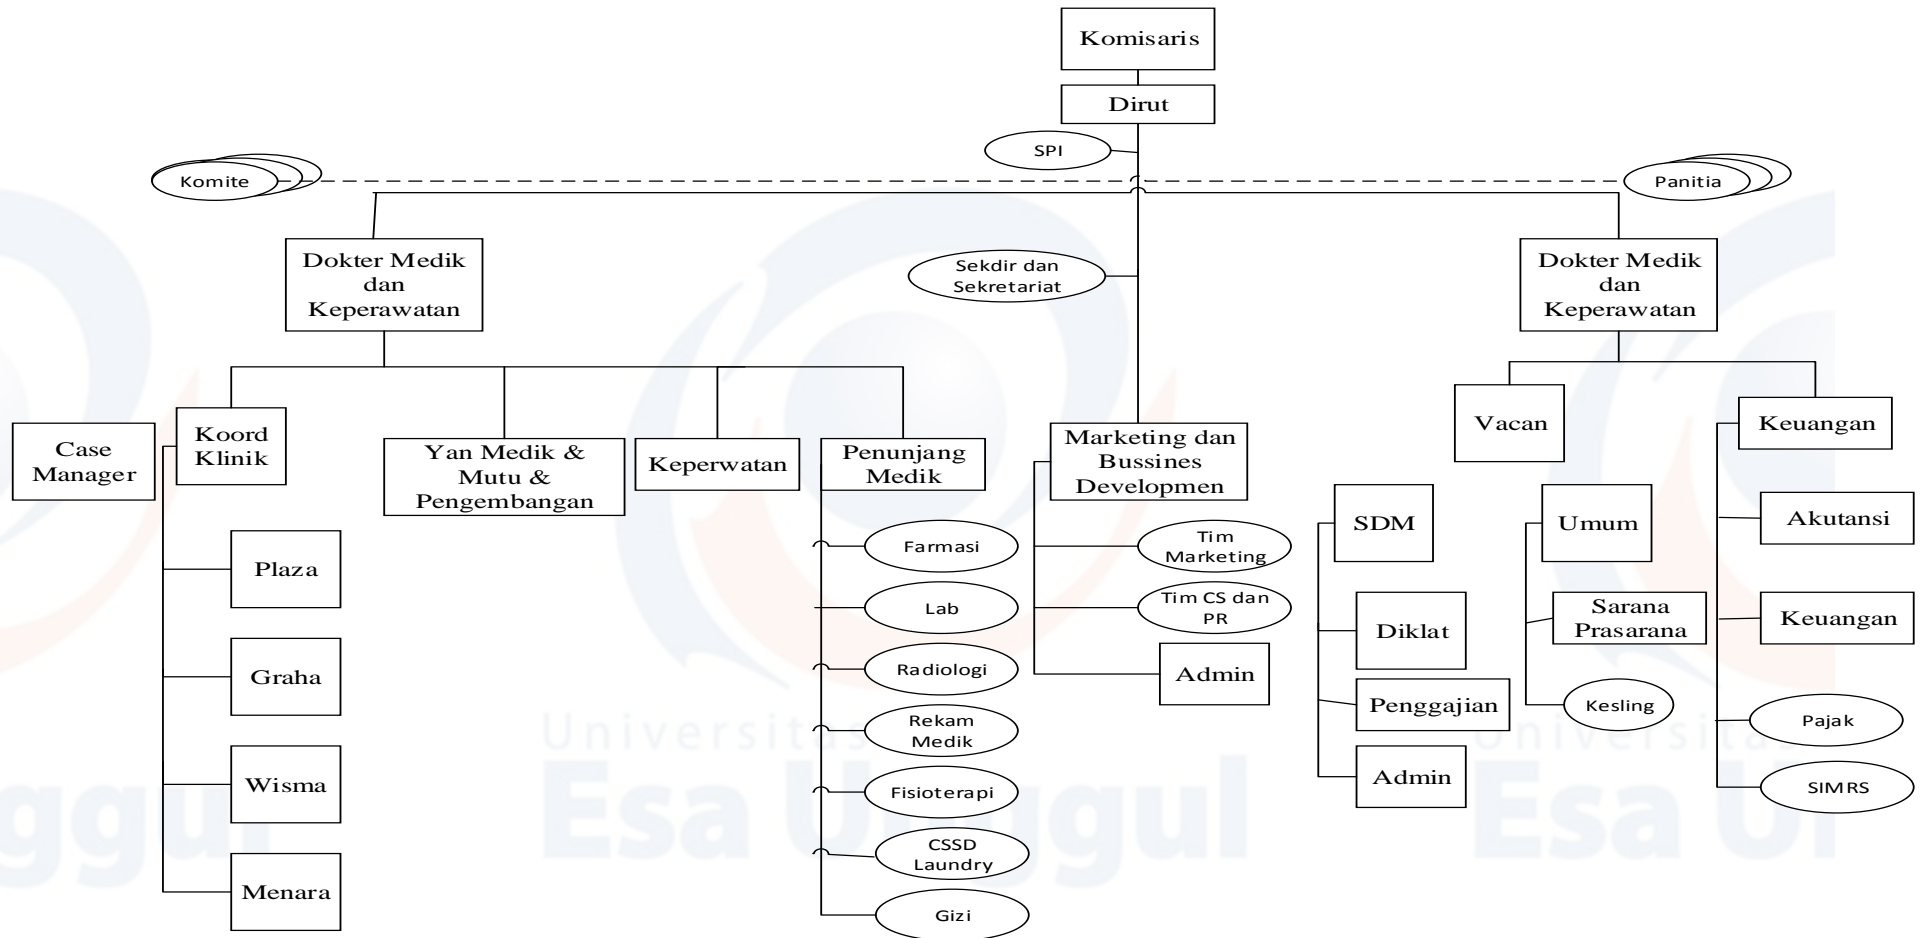 Komisaris
Dirut
SPI
Komite
Panitia
Dokter Medik
dan
Keperawatan
Sekdir dan
Sekretariat
Dokter Medik
dan
Keperawatan
Case
Manager
Koord
Klinik
Yan Medik &
Mutu &
Pengembangan
Keperwatan
Penunjang
Medik
Marketing dan
Bussines
Developmen
Vacan
Keuangan
Plaza
Graha
Wisma
Menara
Farmasi
Lab
Radiologi
Rekam
Medik
Fisioterapi
CSSD
Laundry
Gizi
Tim
Marketing
Tim CS dan
PR
Admin
SDM
Diklat
Penggajian
Admin
Umum
Sarana
Prasarana
Kesling
Akutansi
Keuangan
Pajak
SIMRS
Universitas
Esa Unggul
Universitas
Esa U
nggul